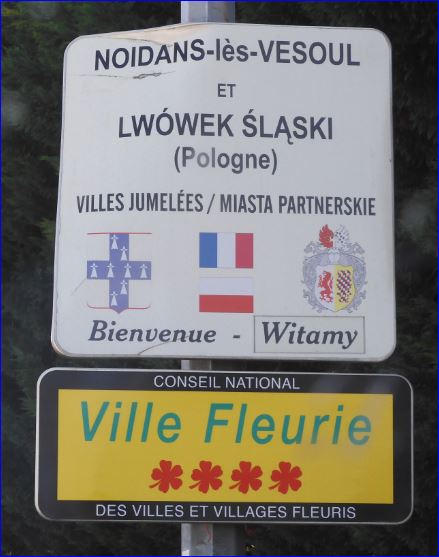 NOIDANS-lès-VESOUL
ET
LWÓWEK ŚLĄSKI
(Pologne)
VILLES JUMELÉES / MIASTA PARTNERSKIE
Bienvenue - Witamy
CONSEIL NATIONAL
Ville Fleurie
DES VILLES ET VILLAGES FLEURIS